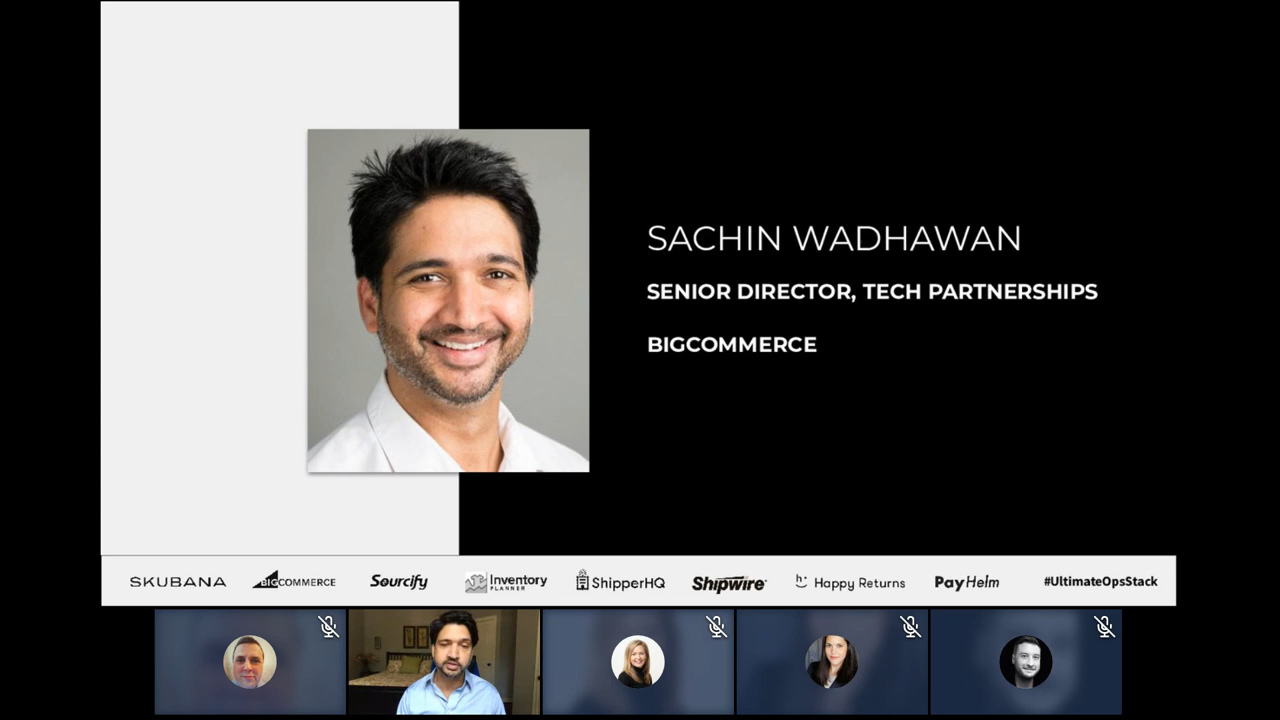 SACHIN WADHAWAN
SENIOR DIRECTOR, TECH PARTNERSHIPS
BIGCOMMERCE
SKUBANA BIGCOMMERCE Sourcify Inventory PLANNER ShipperHQ Shipwire h: Happy Returns PayHelm #UltimateOpsStack